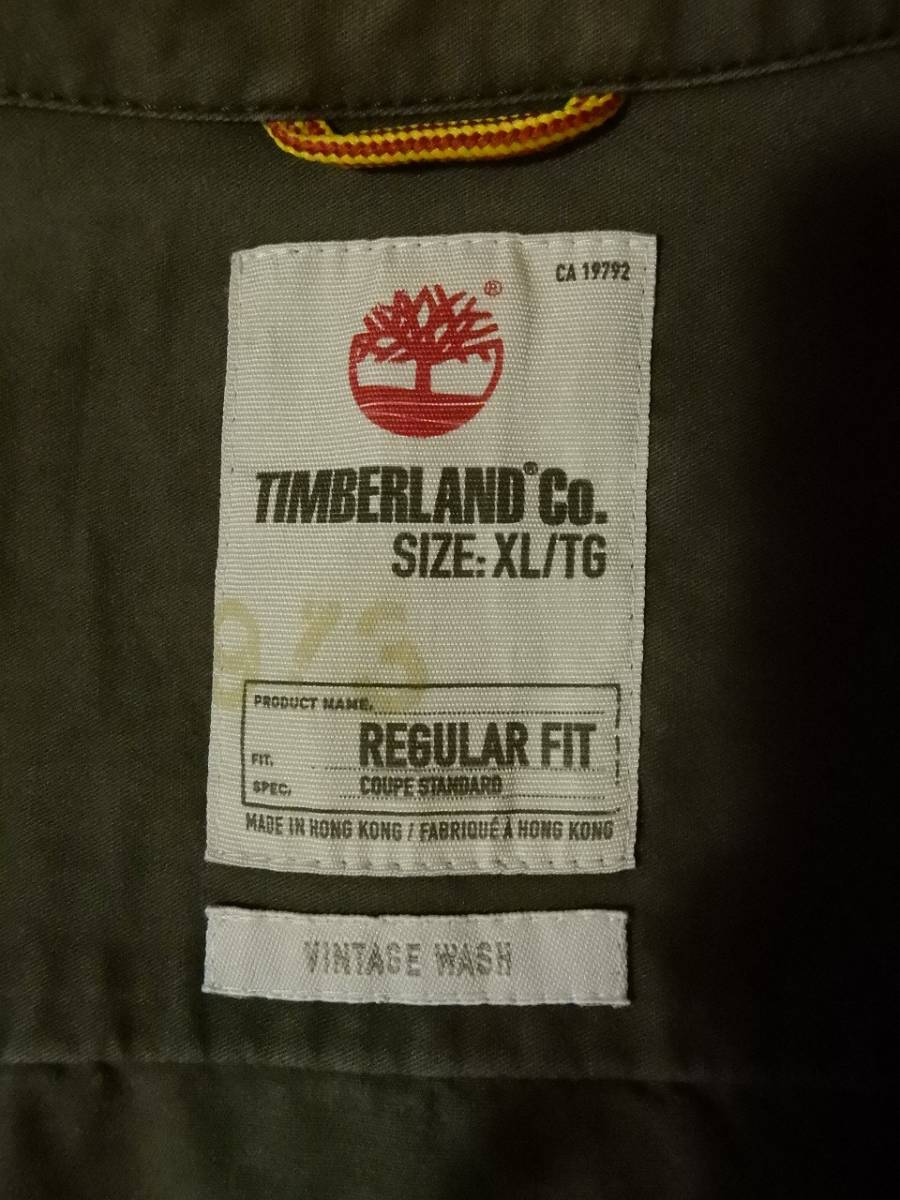 CA 19792
®
TIMBERLAND® Co.
SIZE: XL/TG
PRODUCT NAME.
FIT. REGULAR FIT
SPEC. COUPE STANDARD
MADE IN HONG KONG / FABRIQUÉ À HONG KONG
VINTAGE WASH